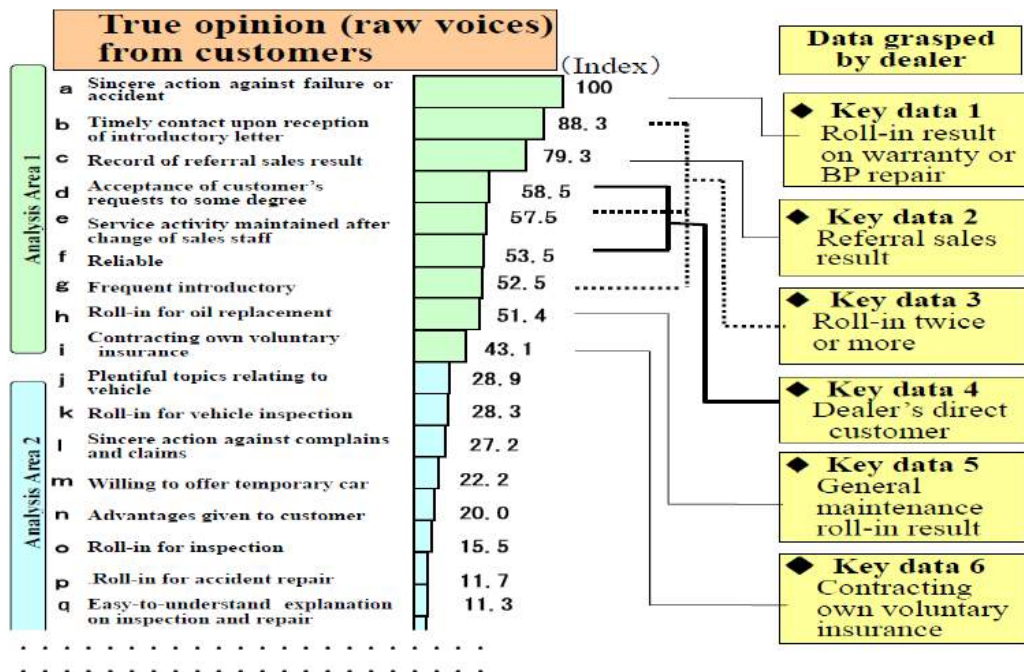 True opinion (raw voices)
from customers
(Index)
Analysis Area 1
a Sincere action against failure or
accident
100
b Timely contact upon reception
of introductory letter
88.3
c Record of referral sales result
79.3
d Acceptance of customer's
requests to some degree
58.5
e Service activity maintained after
change of sales staff
57.5
f Reliable
53.5
g Frequent introductory
52.5
h Roll-in for oil replacement
51.4
i Contracting own voluntary
insurance
43.1
Analysis Area 2
j Plentiful topics relating to
vehicle
28.9
k Roll-in for vehicle inspection
28.3
l Sincere action against complains
and claims
27.2
m Willing to offer temporary car
22.2
n Advantages given to customer
20.0
o Roll-in for inspection
15.5
p .Roll-in for accident repair
11.7
q Easy-to-understand explanation
on inspection and repair
11.3
Data grasped
by dealer
◆ Key data 1
Roll-in result
on warranty or
BP repair
◆ Key data 2
Referral sales
result
◆ Key data 3
Roll-in twice
or more
◆ Key data 4
Dealer's direct
customer
◆ Key data 5
General
maintenance
roll-in result
◆ Key data 6
Contracting
own voluntary
insurance